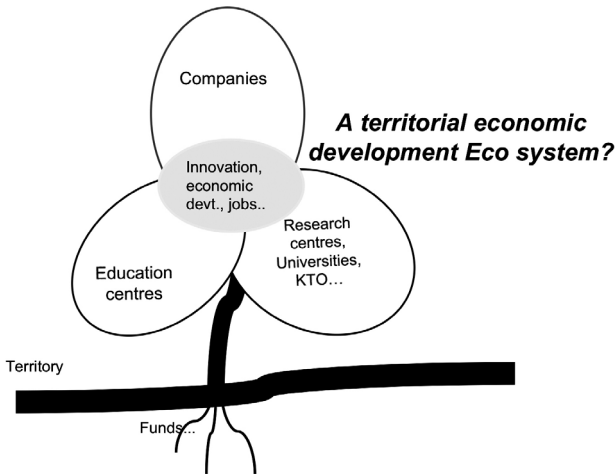 Companies
A territorial economic
development Eco system?
Innovation,
economic
devt., jobs..
Research
centres,
Universities,
KTO…
Education
centres
Territory
Funds...